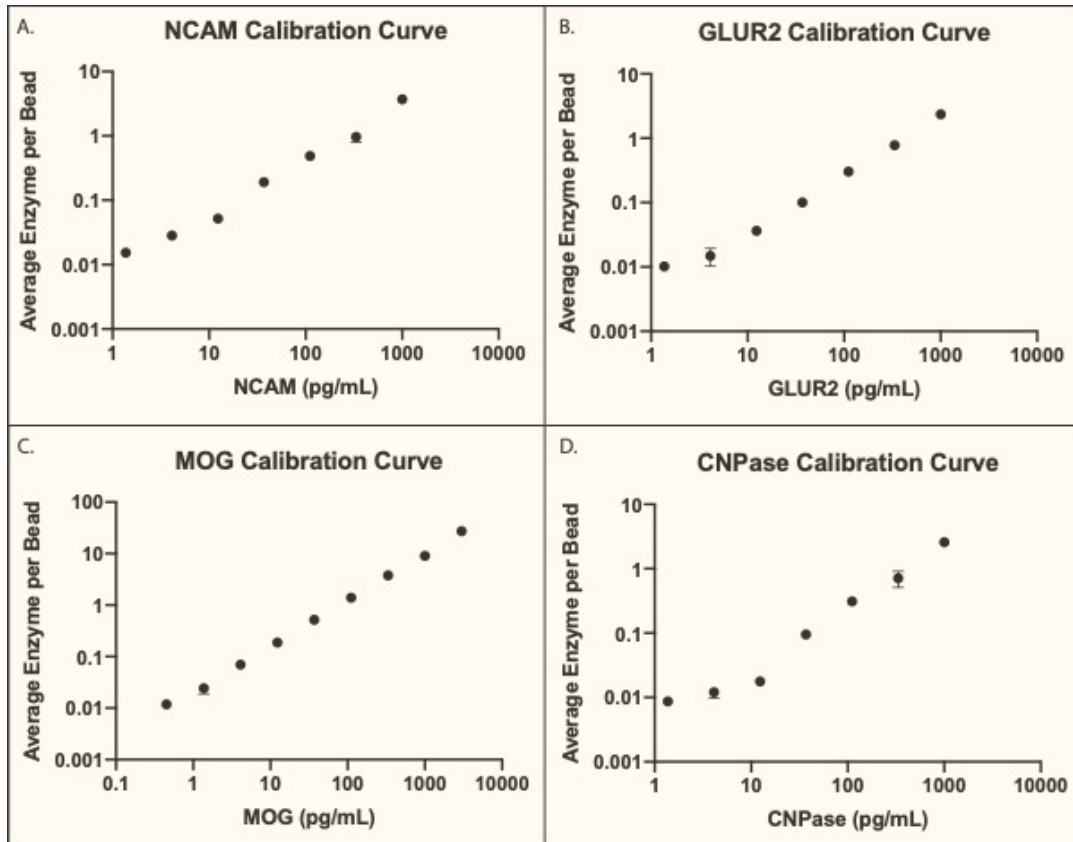 A.
NCAM Calibration Curve
Average Enzyme per Bead
10
1
0.1
0.01
0.001
1
10
100
1000
10000
NCAM (pg/mL)
B.
GLUR2 Calibration Curve
Average Enzyme per Bead
10
1
0.1
0.01
0.001
1
10
100
1000
10000
GLUR2 (pg/mL)
C.
MOG Calibration Curve
Average Enzyme per Bead
100
10
1
0.1
0.01
0.001
0.1
1
10
100
1000
10000
MOG (pg/mL)
D.
CNPase Calibration Curve
Average Enzyme per Bead
10
1
0.1
0.01
0.001
1
10
100
1000
10000
CNPase (pg/mL)